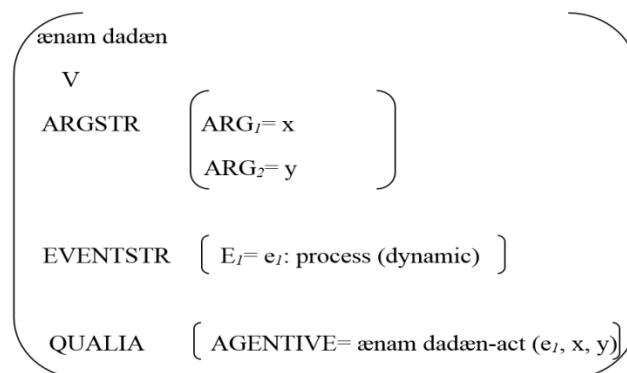 ænam dadæn
V
ARGSTR ARG1= x
ARG2= y
EVENTSTR E1= e1: process (dynamic)
QUALIA AGENTIVE= ænam dadæn-act (e1, x, y)